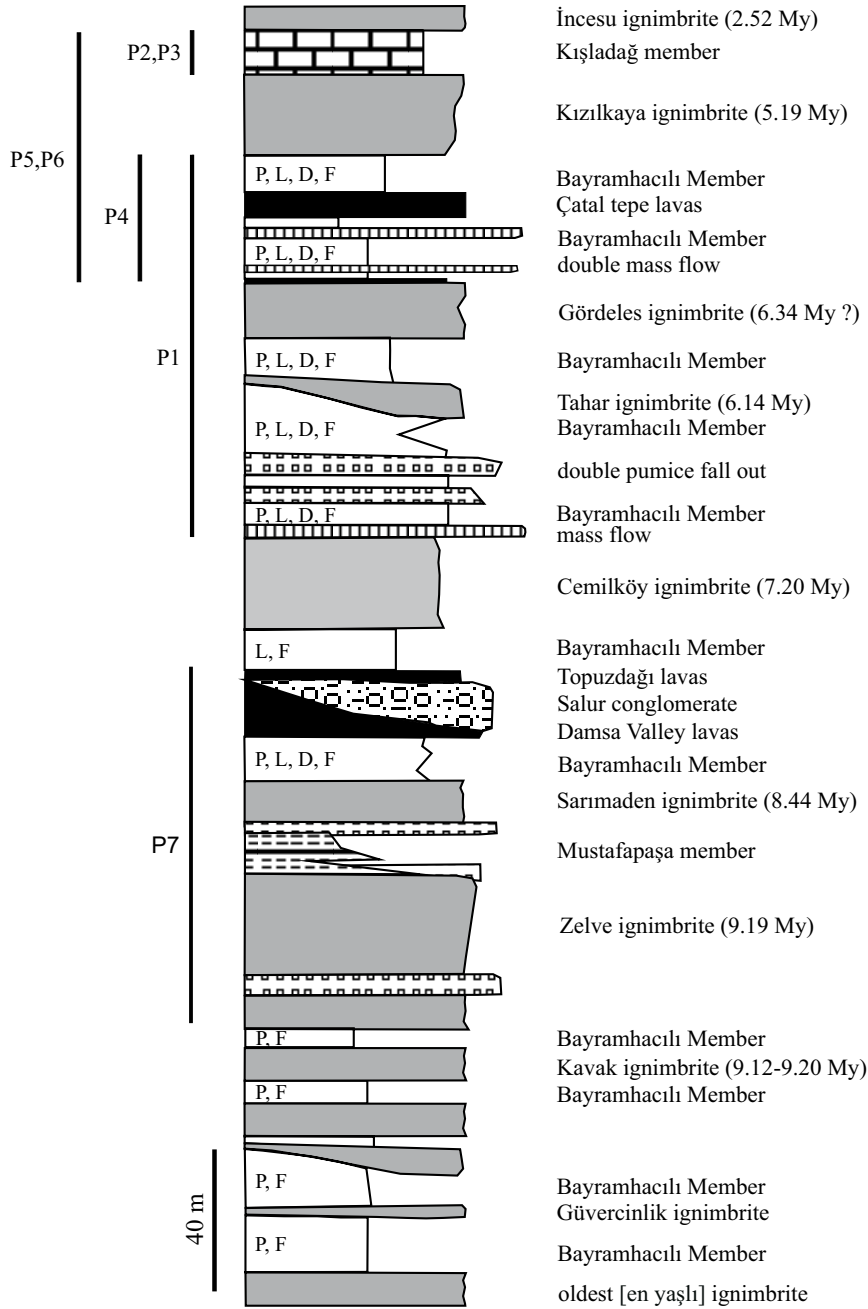 İncesu ignimbrite (2.52 My)
P2,P3
Kışladağ member
Kızılkaya ignimbrite (5.19 My)
P5,P6
P, L, D, F
Bayramhacılı Member
Çatal tepe lavas
P4
P, L, D, F
Bayramhacılı Member
double mass flow
Gördeles ignimbrite (6.34 My ?)
P1
P, L, D, F
Bayramhacılı Member
Tahar ignimbrite (6.14 My)
P, L, D, F
Bayramhacılı Member
double pumice fall out
P, L, D, F
Bayramhacılı Member
mass flow
Cemilköy ignimbrite (7.20 My)
L, F
Bayramhacılı Member
Topuzdağı lavas
Salur conglomerate
Damsa Valley lavas
P, L, D, F
Bayramhacılı Member
Sarımaden ignimbrite (8.44 My)
P7
Mustafapaşa member
Zelve ignimbrite (9.19 My)
P, F
Bayramhacılı Member
Kavak ignimbrite (9.12-9.20 My)
P, F
Bayramhacılı Member
P, F
Bayramhacılı Member
Güvercinlik ignimbrite
40 m
P, F
Bayramhacılı Member
oldest [en yaşlı] ignimbrite